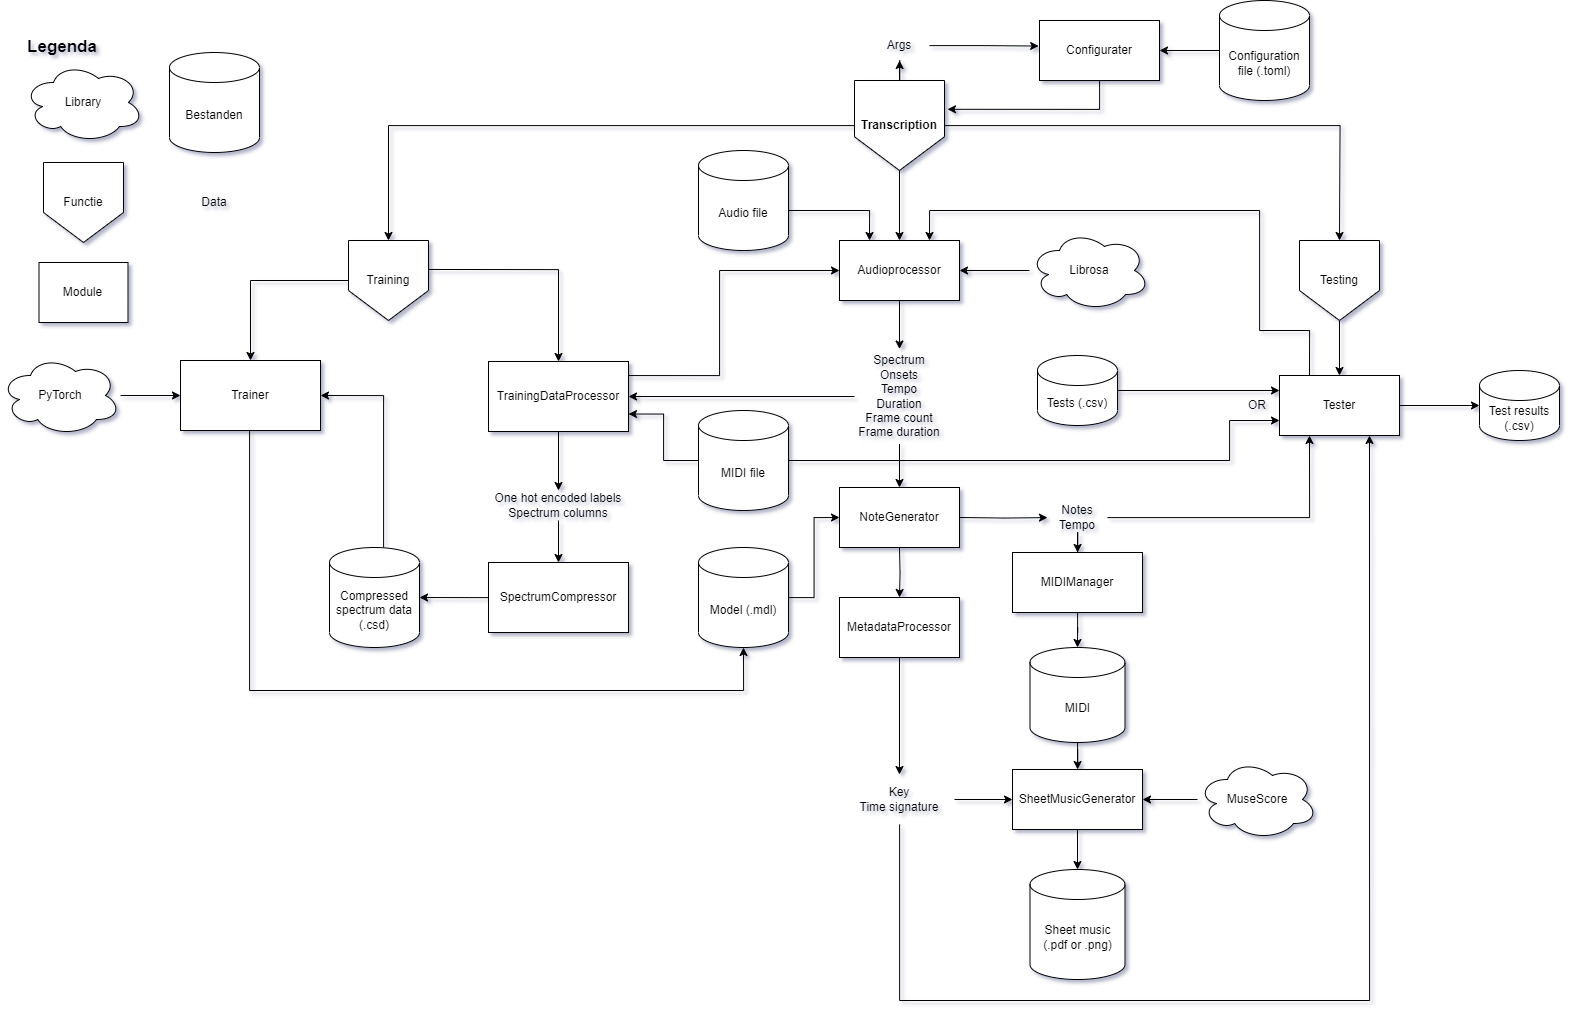 Legenda
Library
Bestanden
Functie
Data
Module
Args
Configurater
Configuration
file (.toml)
Transcription
Audio file
Training
Audioprocessor
Librosa
Testing
PyTorch
Trainer
TrainingDataProcessor
Spectrum
Onsets
Tempo
Duration
Frame count
Frame duration
Tests (.csv)
OR
Tester
Test results
(.csv)
MIDI file
One hot encoded labels
Spectrum columns
NoteGenerator
Notes
Tempo
Compressed
spectrum data
(.csd)
SpectrumCompressor
Model (.mdl)
MIDIManager
MetadataProcessor
MIDI
Key
Time signature
SheetMusicGenerator
MuseScore
Sheet music
(.pdf or .png)